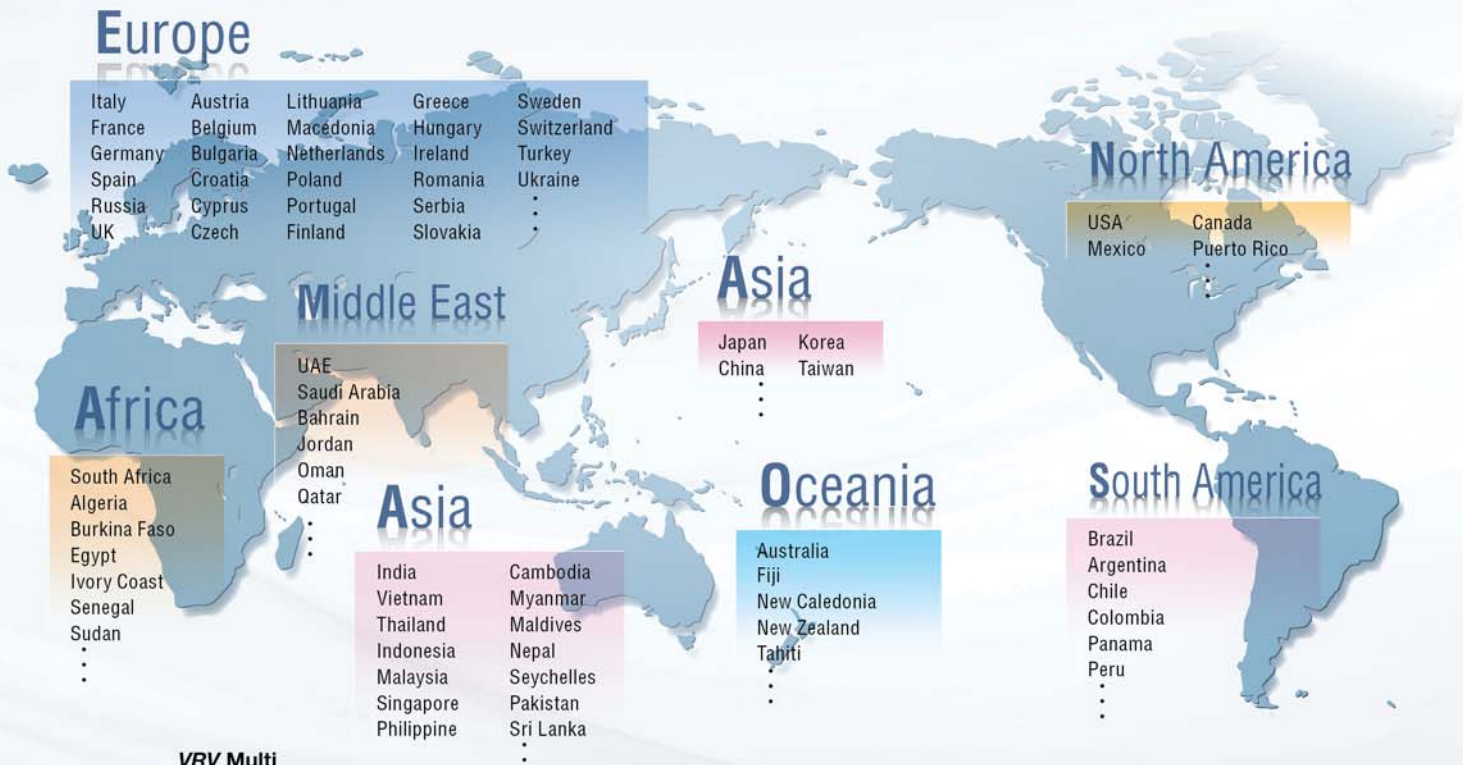 Europe
Italy Austria Lithuania Greece Sweden
France Belgium Macedonia Hungary Switzerland
Germany Bulgaria Netherlands Ireland Turkey
Spain Croatia Poland Romania Ukraine
Russia Cyprus Portugal Serbia
UK Czech Finland Slovakia
North America
USA Canada
Mexico Puerto Rico
Asia
Japan Korea
China Taiwan
Middle East
UAE
Saudi Arabia
Bahrain
Jordan
Oman
Qatar
Africa
South Africa
Algeria
Burkina Faso
Egypt
Ivory Coast
Senegal
Sudan
Asia
India Cambodia
Vietnam Myanmar
Thailand Maldives
Indonesia Nepal
Malaysia Seychelles
Singapore Pakistan
Philippine Sri Lanka
Oceania
Australia
Fiji
New Caledonia
New Zealand
Tahiti
South America
Brazil
Argentina
Chile
Colombia
Panama
Peru
VRV Multi